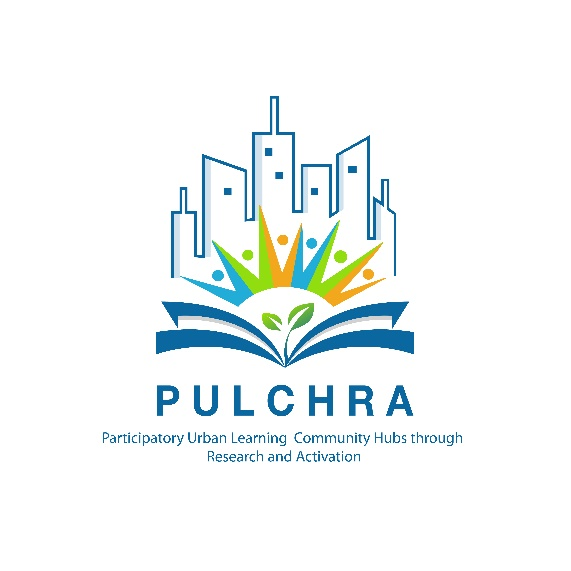 PULCHRA
Participatory Urban Learning Community Hubs through
Research and Activation